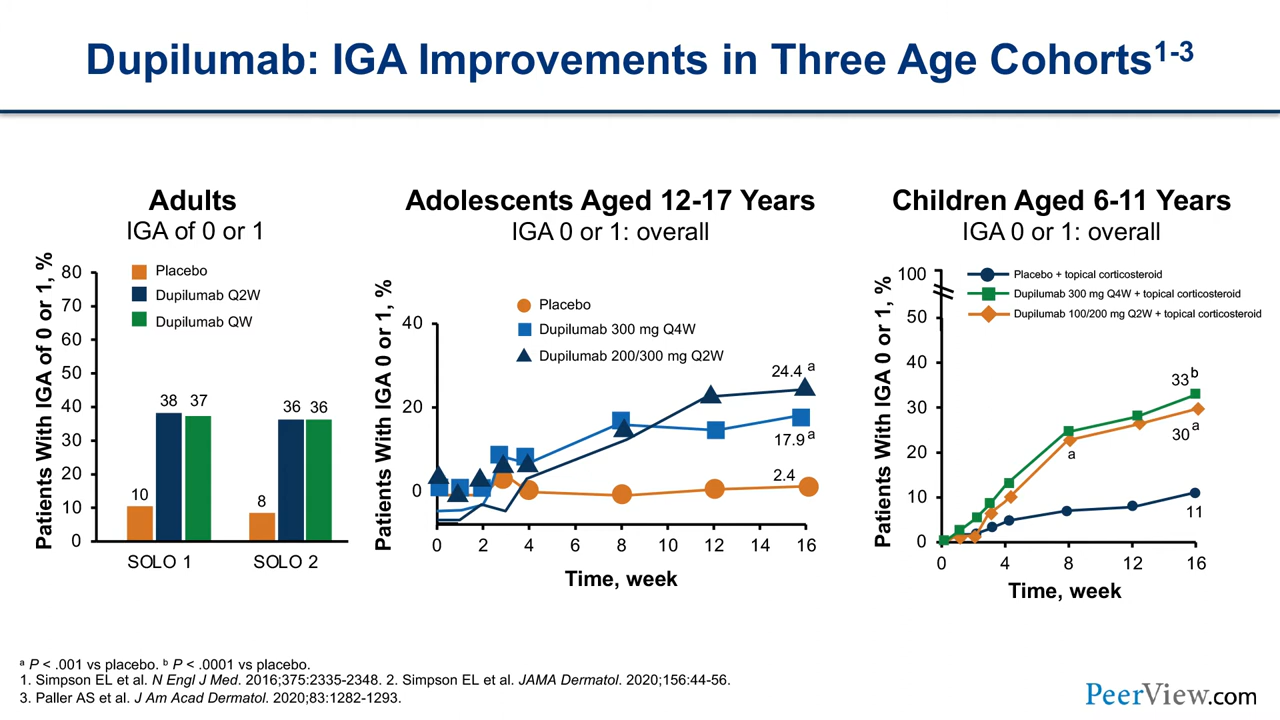 Dupilumab: IGA Improvements in Three Age Cohorts1-3
Adults
IGA of 0 or 1
Patients With IGA of 0 or 1, %
80
70
60
50
40
30
20
10
0
Placebo
Dupilumab Q2W
Dupilumab QW
10
38
37
8
36
36
SOLO 1
SOLO 2
Adolescents Aged 12-17 Years
IGA 0 or 1: overall
Patients With IGA 0 or 1, %
40
20
0
Placebo
Dupilumab 300 mg Q4W
Dupilumab 200/300 mg Q2W
24.4 a
17.9 a
2.4
0 2 4 6 8 10 12 14 16
Time, week
Children Aged 6-11 Years
IGA 0 or 1: overall
Patients With IGA 0 or 1, %
100
50
40
30
20
10
0
Placebo + topical corticosteroid
Dupilumab 300 mg Q4W + topical corticosteroid
Dupilumab 100/200 mg Q2W + topical corticosteroid
33 b
30 a
a
11
0 4 8 12 16
Time, week
a P < .001 vs placebo. b P < .0001 vs placebo.
1. Simpson EL et al. N Engl J Med. 2016;375:2335-2348. 2. Simpson EL et al. JAMA Dermatol. 2020;156:44-56.
3. Paller AS et al. J Am Acad Dermatol. 2020;83:1282-1293.
PeerView.com